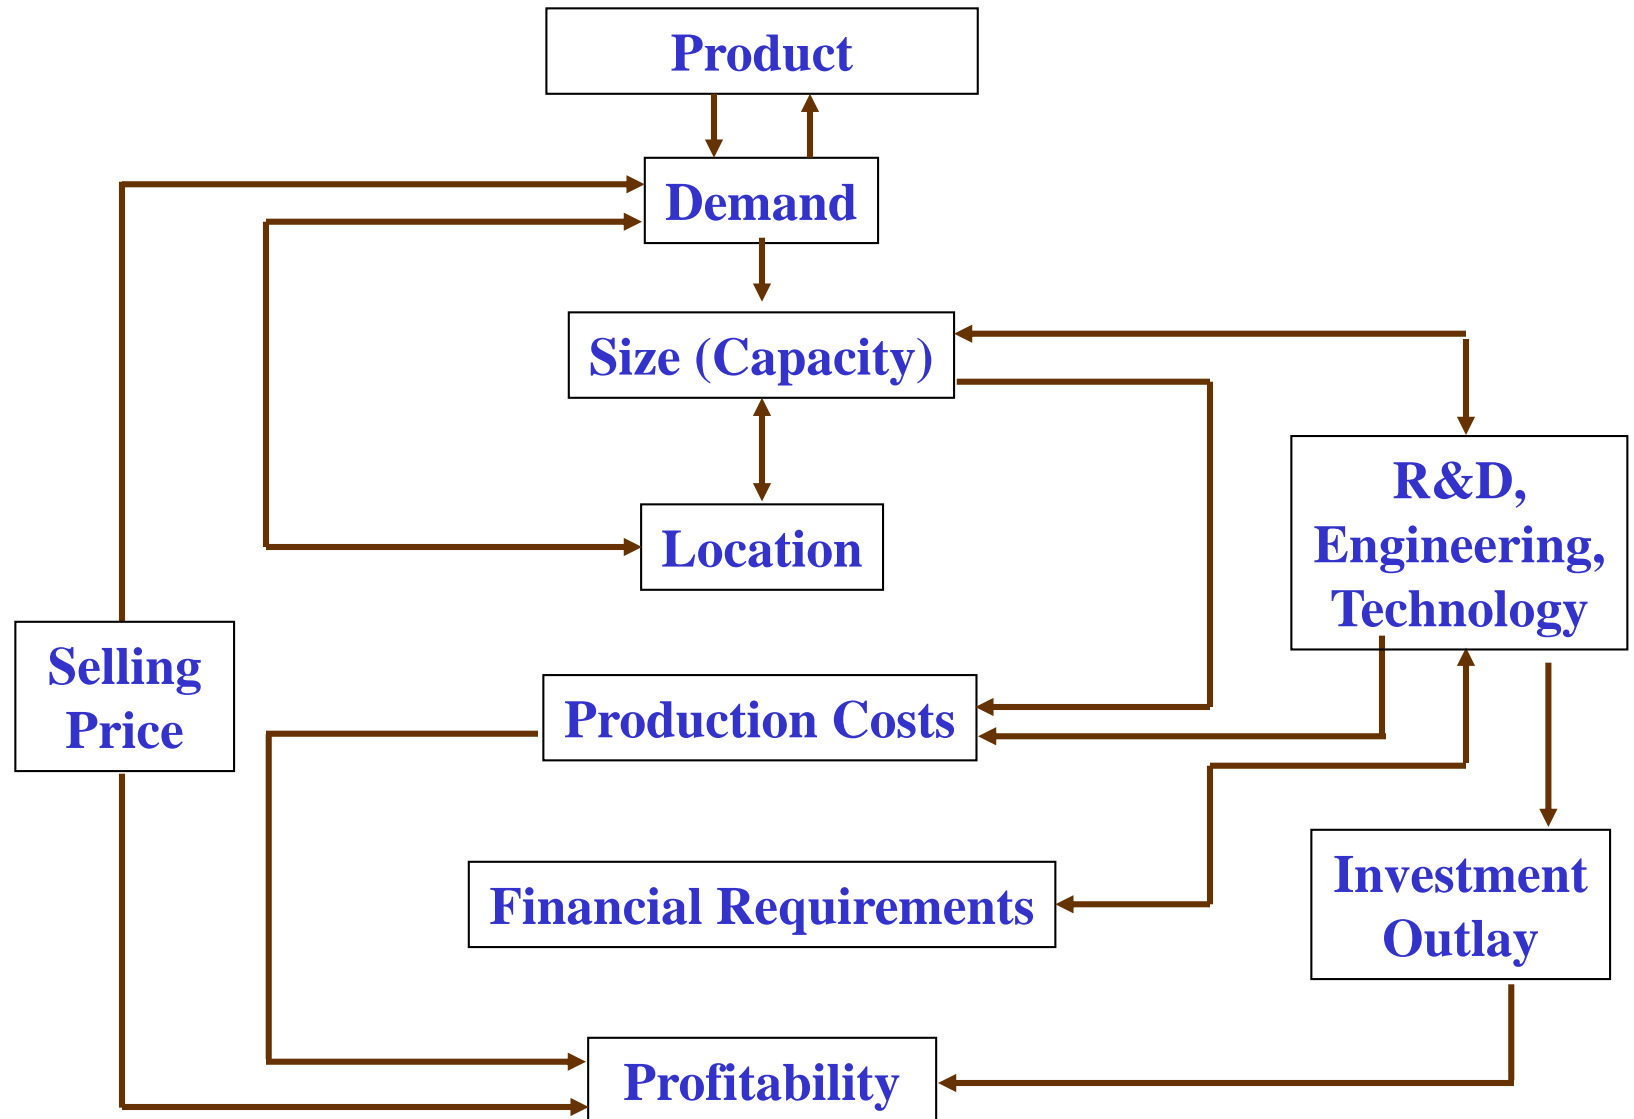 Product
Demand
Size (Capacity)
R&D,
Engineering,
Technology
Location
Selling
Price
Production Costs
Financial Requirements
Investment
Outlay
Profitability